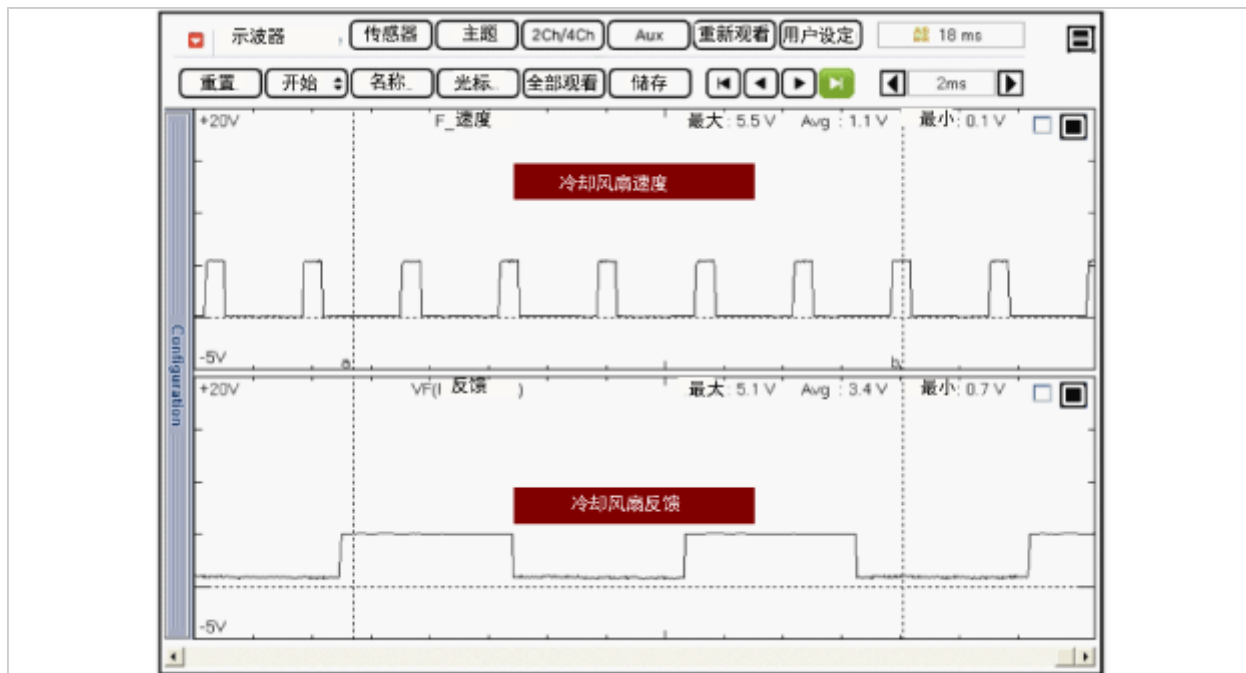 示波器 , 传感器 主题 2Ch/4Ch Aux 重新观看 用户设定 18 ms
重置 开始 名称_ 光标.. 全部观看 储存 2ms
+20V F_速度 最大: 5.5 V Avg : 1.1 V 最小: 0.1 V
冷却风扇速度
-5V a b
Configuration
+20V VF(I 反馈 ) 最大: 5.1 V Avg : 3.4 V 最小: 0.7 V
冷却风扇反馈
-5V